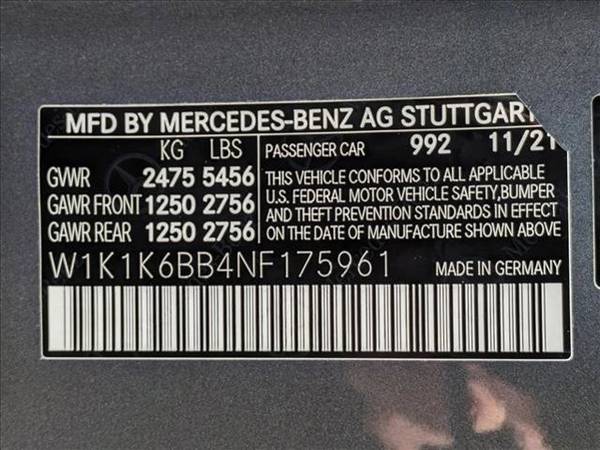 MFD BY MERCEDES-BENZ AG STUTTGART
KG LBS
GVWR 2475 5456
GAWR FRONT 1250 2756
GAWR REAR 1250 2756
PASSENGER CAR 992 11/21
THIS VEHICLE CONFORMS TO ALL APPLICABLE
U.S. FEDERAL MOTOR VEHICLE SAFETY,BUMPER
AND THEFT PREVENTION STANDARDS IN EFFECT
ON THE DATE OF MANUFACTURE SHOWN ABOVE
W1K1K6BB4NF175961 MADE IN GERMANY